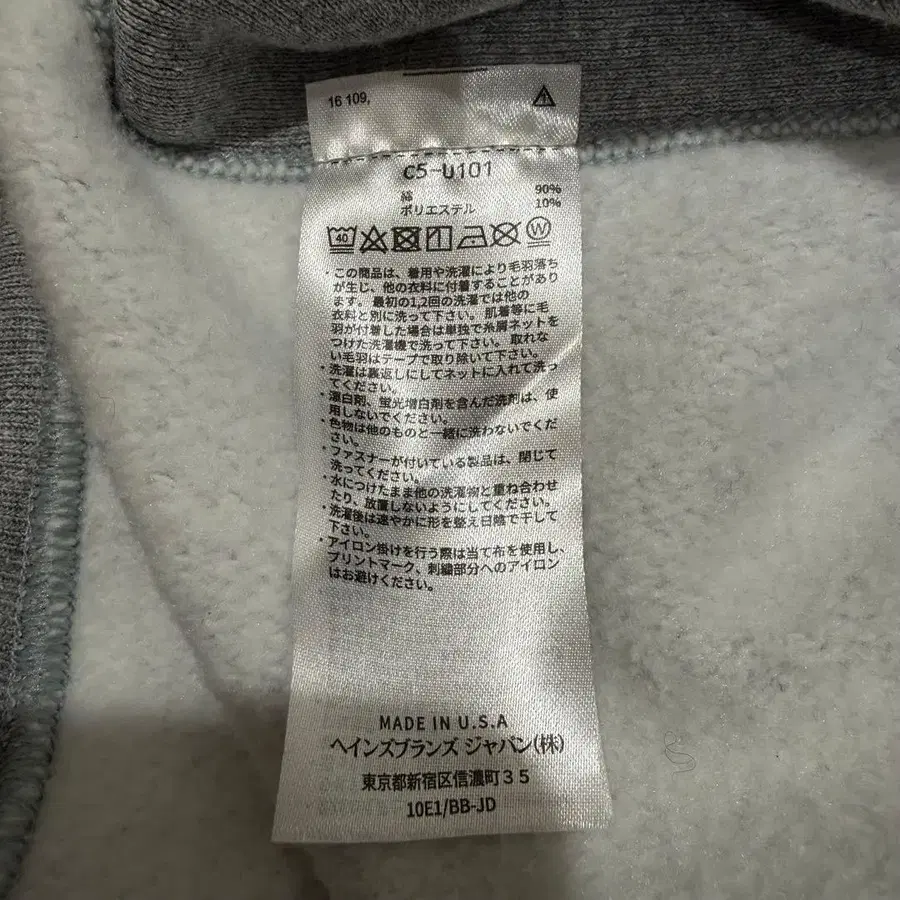 16 109,
C5-U101
綿 90%
ポリエステル 10%
40
W
・この商品は、着用や洗濯により毛羽落ち
が生じ、他の衣料に付着することがあり
ます。 最初の1,2回の洗濯では他の
衣料と別に洗って下さい。 肌着等に毛
羽が付着した場合は単独で糸屑ネットを
つけた洗濯機で洗って下さい。 取れな
い毛羽はテープで取り除いて下さい。
・洗濯は裏返しにしてネットに入れて洗っ
てください。
・漂白剤、蛍光増白剤を含んだ洗剤は、使
用しないでください。
・色物は他のものと一緒に洗わないでくだ
さい。
・ファスナーが付いている製品は、閉じて
洗ってください。
・水につけたまま他の洗濯物と重ね合わせ
たり、放置しないようにしてください。
・洗濯後は速やかに形を整え日陰で干して
下さい。
・アイロン掛けを行う際は当て布を使用し、
プリントマーク、刺繍部分へのアイロン
はお避けください。
MADE IN U.S.A
ヘインズブランズ ジャパン(株)
東京都新宿区信濃町35
10E1/BB-JD